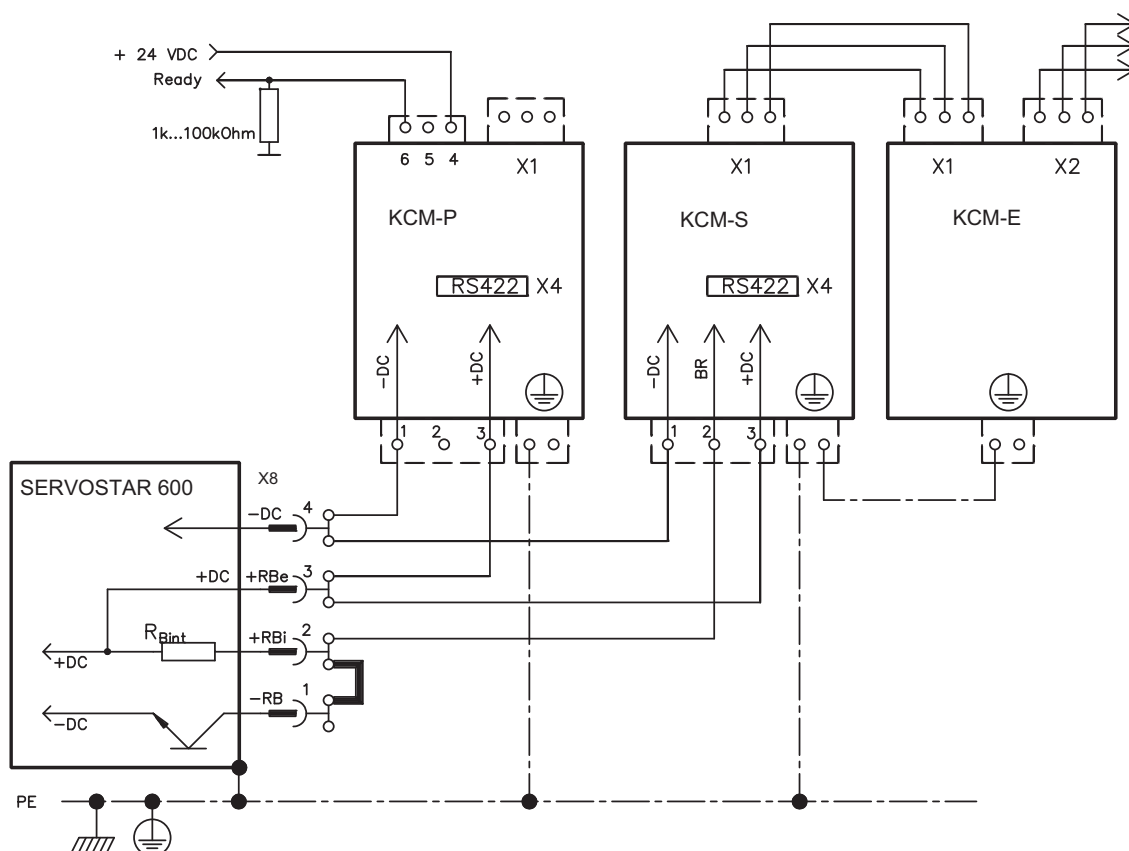 + 24 VDC
Ready
1k...100kOhm
6 5 4
X1
KCM-P
RS422 X4
-DC
+DC
1 2 3
X1
KCM-S
RS422 X4
-DC
BR
+DC
1 2 3
X1 X2
KCM-E
SERVOSTAR 600
X8
-DC 4
+DC +RBe 3
RBint +RBi 2
+DC
-RB 1
-DC
PE